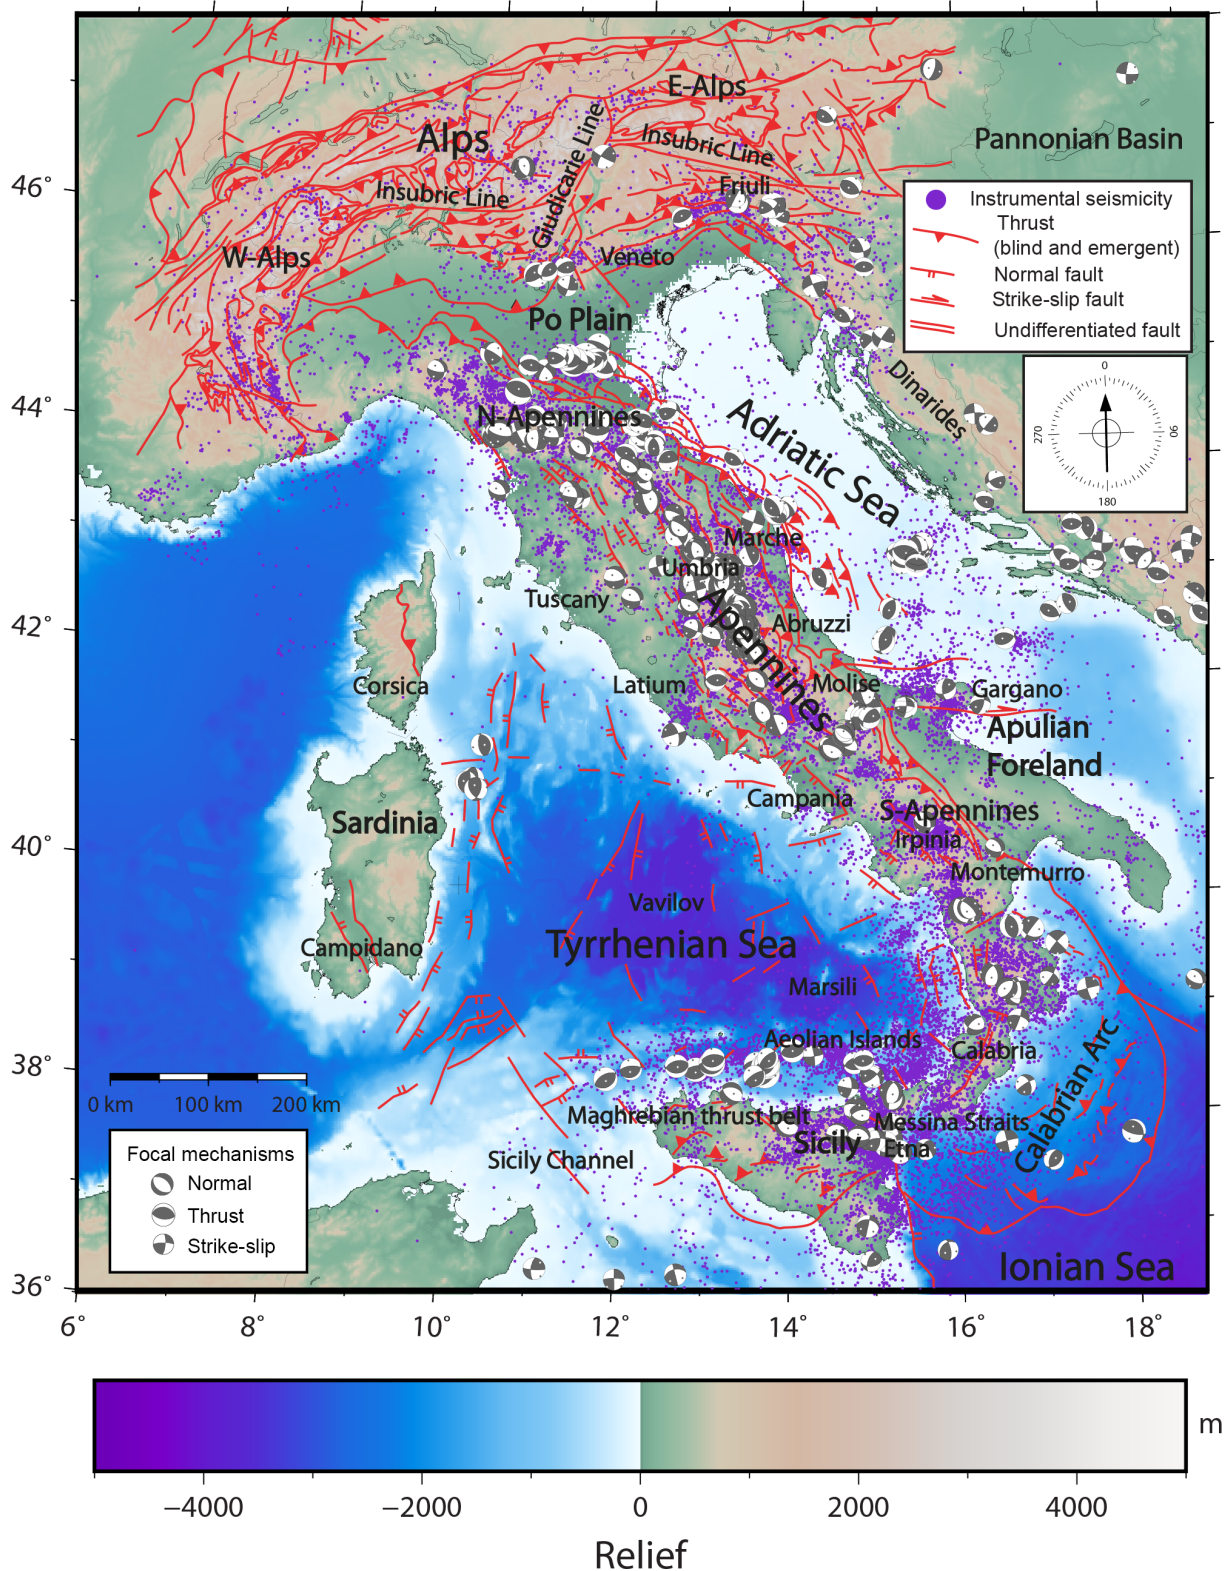 E-Alps
Alps
Pannonian Basin
Insubric Line
Giudicarie Line
46°
Friuli
Insubric Line
Instrumental seismicity
Thrust
(blind and emergent)
Normal fault
Strike-slip fault
Undifferentiated fault
W-Alps
Veneto
Po Plain
Dinarides
0
90
180
270
44°
N-Apennines
Adriatic Sea
Marche
Umbria
Tuscany
Apennines
Abruzzi
42°
Corsica
Latium
Molise
Gargano
Apulian
Foreland
Campania
S-Apennines
Sardinia
Irpinia
40°
Montemurro
Vavilov
Tyrrhenian Sea
Campidano
Marsili
Aeolian Islands
Calabria
Calabrian Arc
38°
0 km
100 km
200 km
Maghrebian thrust belt
Messina Straits
Sicily
Etna
Sicily Channel
Focal mechanisms
Normal
Thrust
Strike-slip
Ionian Sea
36°
6°
8°
10°
12°
14°
16°
18°
m
−4000
−2000
0
2000
4000
Relief